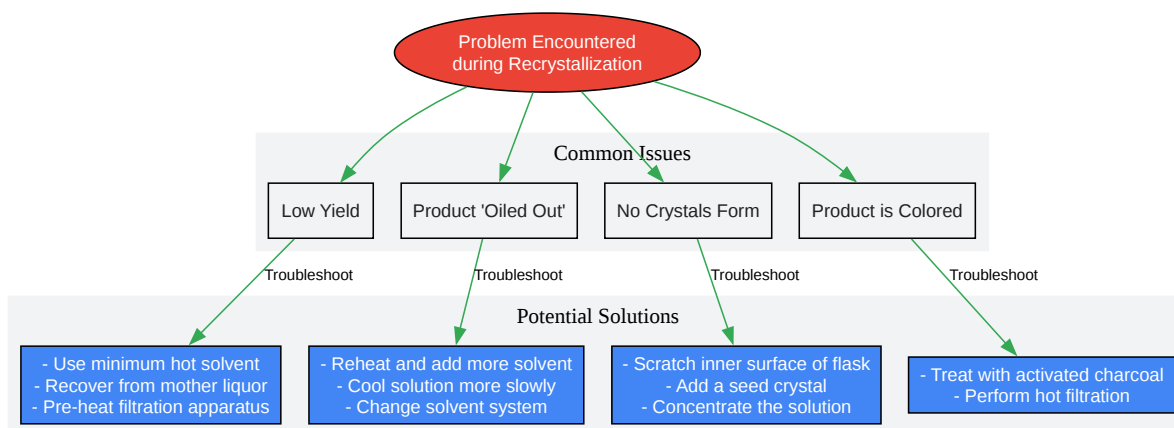 Problem Encountered
during Recrystallization
Common Issues
Low Yield
Product 'Oiled Out'
No Crystals Form
Product is Colored
Troubleshoot
Troubleshoot
Troubleshoot
Troubleshoot
Potential Solutions
- Use minimum hot solvent
- Recover from mother liquor
- Pre-heat filtration apparatus
- Reheat and add more solvent
- Cool solution more slowly
- Change solvent system
- Scratch inner surface of flask
- Add a seed crystal
- Concentrate the solution
- Treat with activated charcoal
- Perform hot filtration